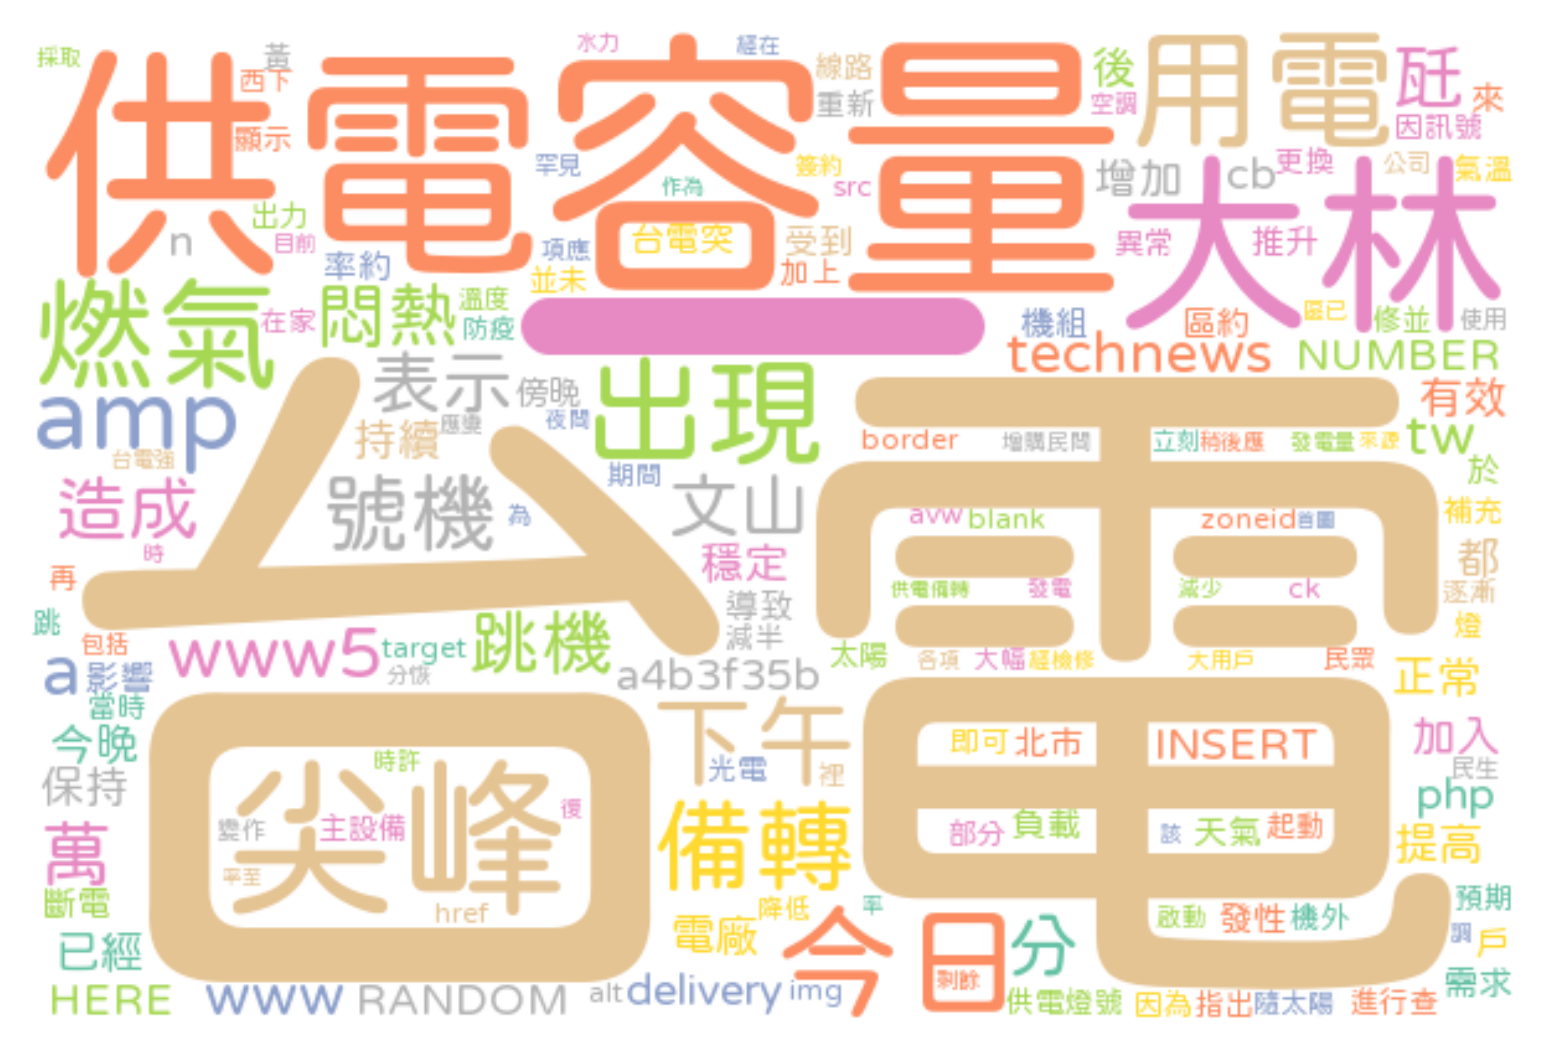 採取
黃
水力
經在
線路
後
用電
瓩
來
供電容量
西下
重新
空調
因訊號
顯示
罕見
簽約
增加
cb
更換
公司
氣溫
作為
src
大林
出力
n
目前
台電突
受到
異常
推升
率約
項應
並未
加上
燃氣
在家
悶熱
溫度
防疫
一
機組
區約
區已
修並
使用
technews
NUMBER
台電
表示
傍晚
出現
有效
amp
持續
應變
夜間
border
增購民間
立刻
稍後應
發電量
來源
tw
台電強
期間
於
造成
號機
為
文山
avw
blank
zoneid
首圖
補充
時
穩定
都
再
供電備轉
發電
減少
ck
逐漸
跳
導致
燈
包括
www5
target
跳機
減半
太陽
各項
大幅
經檢修
大用戶
民眾
a
影響
分恢
a4b3f35b
正常
當時
下午
今晚
時許
光電
裡
即可
北市
INSERT
加入
民生
保持
尖峰
php
變作
主設備
復
備轉
部分
負載
該
天氣
起動
提高
萬
率至
斷電
href
電廠
降低
率
今日
分
啟動
發性
機外
預期
調
戶
已經
剩餘
需求
HERE
www
RANDOM
alt
delivery
img
供電燈號
因為
指出
隨太陽
進行查